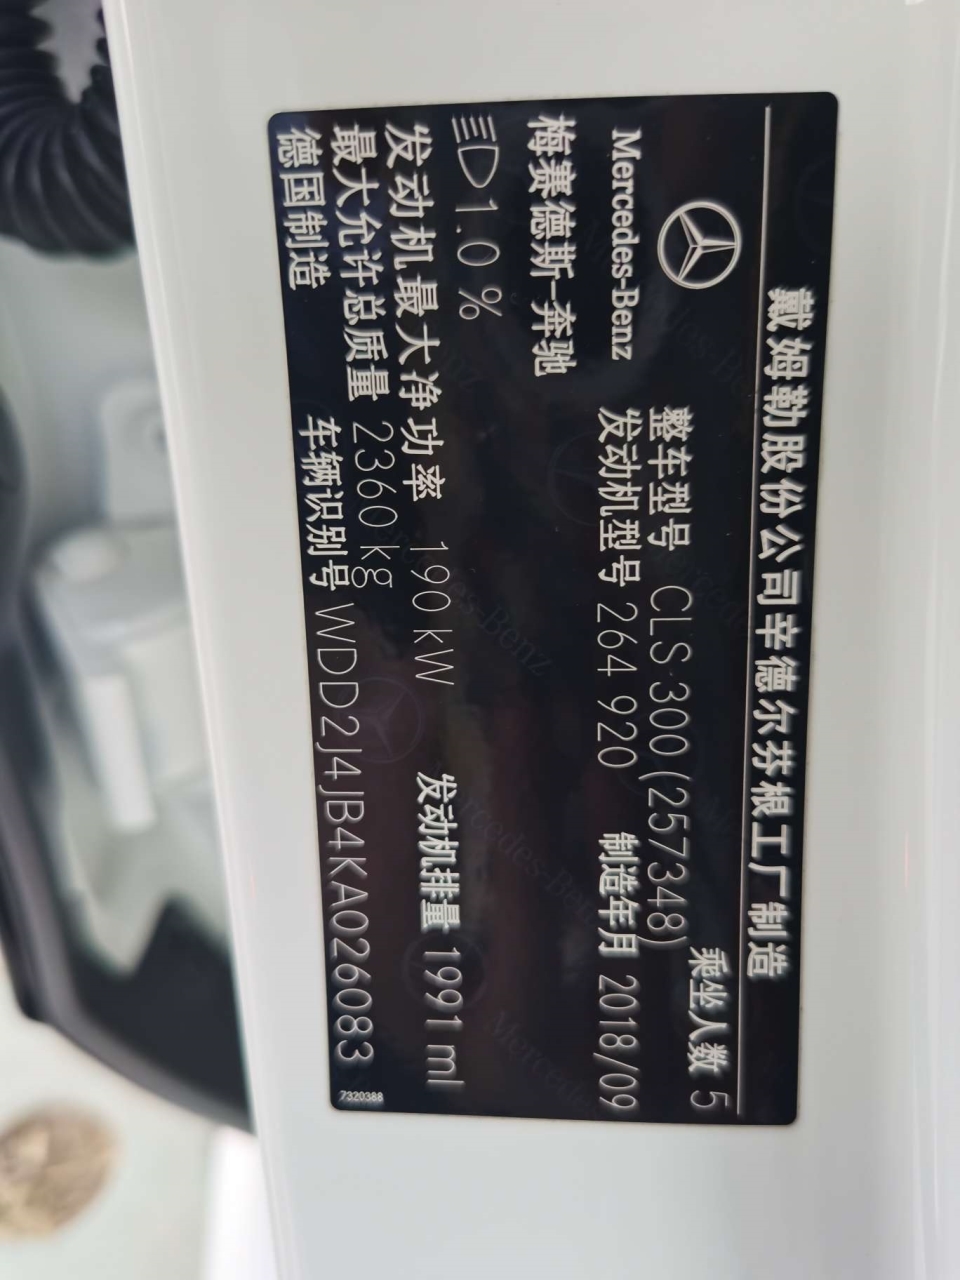 戴姆勒股份公司辛德尔芬根工厂制造
乘坐人数 5
Mercedes-Benz
整车型号 CLS 300 (257348)
发动机型号 264 920 制造年月 2018/09
梅赛德斯-奔驰
1.0 %
发动机最大净功率 190 kW 发动机排量 1991 ml
最大允许总质量 2360 kg
德国制造 车辆识别号 WDD2J4JB4KA026083
7320388